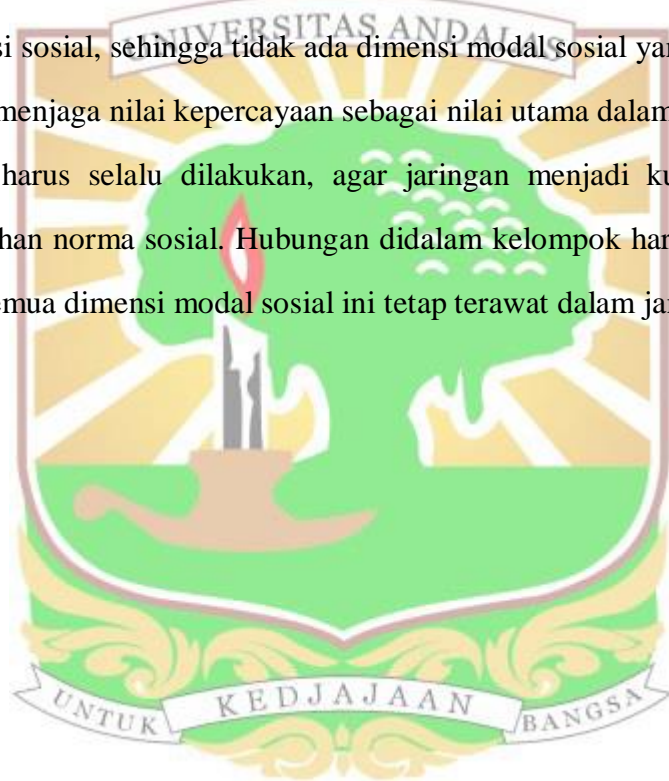 UNIVERSITAS ANDALAS
si sosial, sehingga tidak ada dimensi modal sosial yan
menjaga nilai kepercayaan sebagai nilai utama dalam
harus selalu dilakukan, agar jaringan menjadi ku
han norma sosial. Hubungan didalam kelompok har
emua dimensi modal sosial ini tetap terawat dalam jar
UNTUK KEDJAJAAN BANGSA